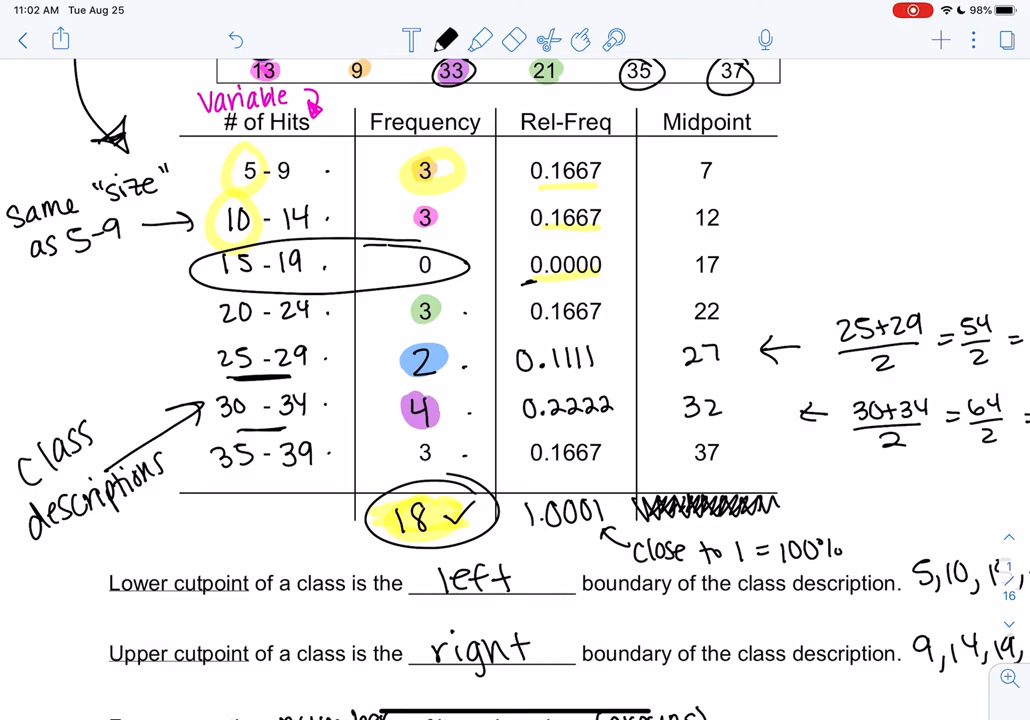 11:02 AM Tue Aug 25
98%
13 9 33 21 35 37
Variable
# of Hits Frequency Rel-Freq Midpoint
5 - 9 3 0.1667 7
Same "size" as 5-9
10 - 14 3 0.1667 12
15 - 19 0 0.0000 17
20 - 24 3 0.1667 22
25 - 29 2 0.1111 27
25+29/2 = 54/2 =
30 - 34 4 0.2222 32
30+34/2 = 64/2 =
Class descriptions
35 - 39 3 0.1667 37
18 ✓ 1.0001
close to 1 = 100%
Lower cutpoint of a class is the left boundary of the class description. 5, 10,
1
16
Upper cutpoint of a class is the right boundary of the class description. 9, 14, 19,